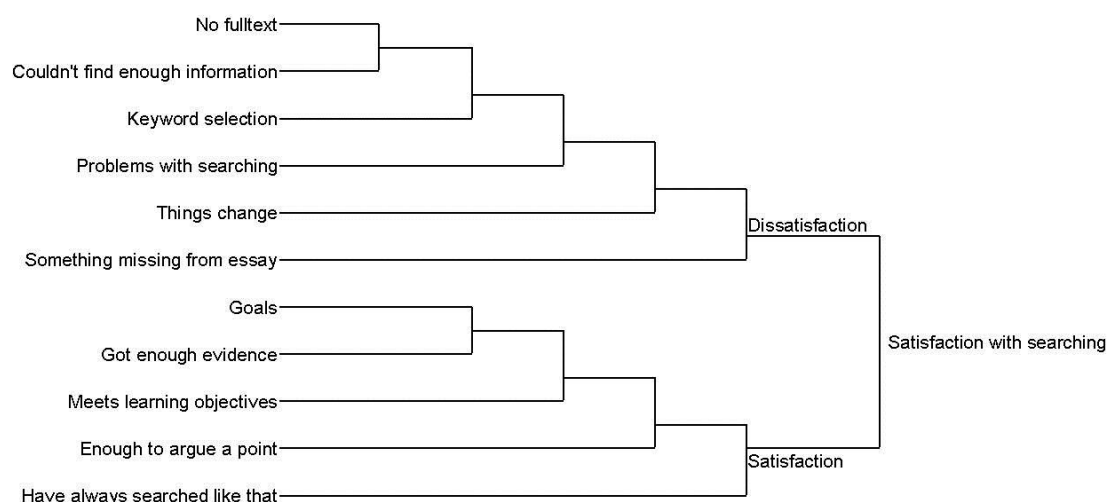 No fulltext
Couldn't find enough information
Keyword selection
Problems with searching
Things change
Dissatisfaction
Something missing from essay
Goals
Satisfaction with searching
Got enough evidence
Meets learning objectives
Enough to argue a point
Satisfaction
Have always searched like that